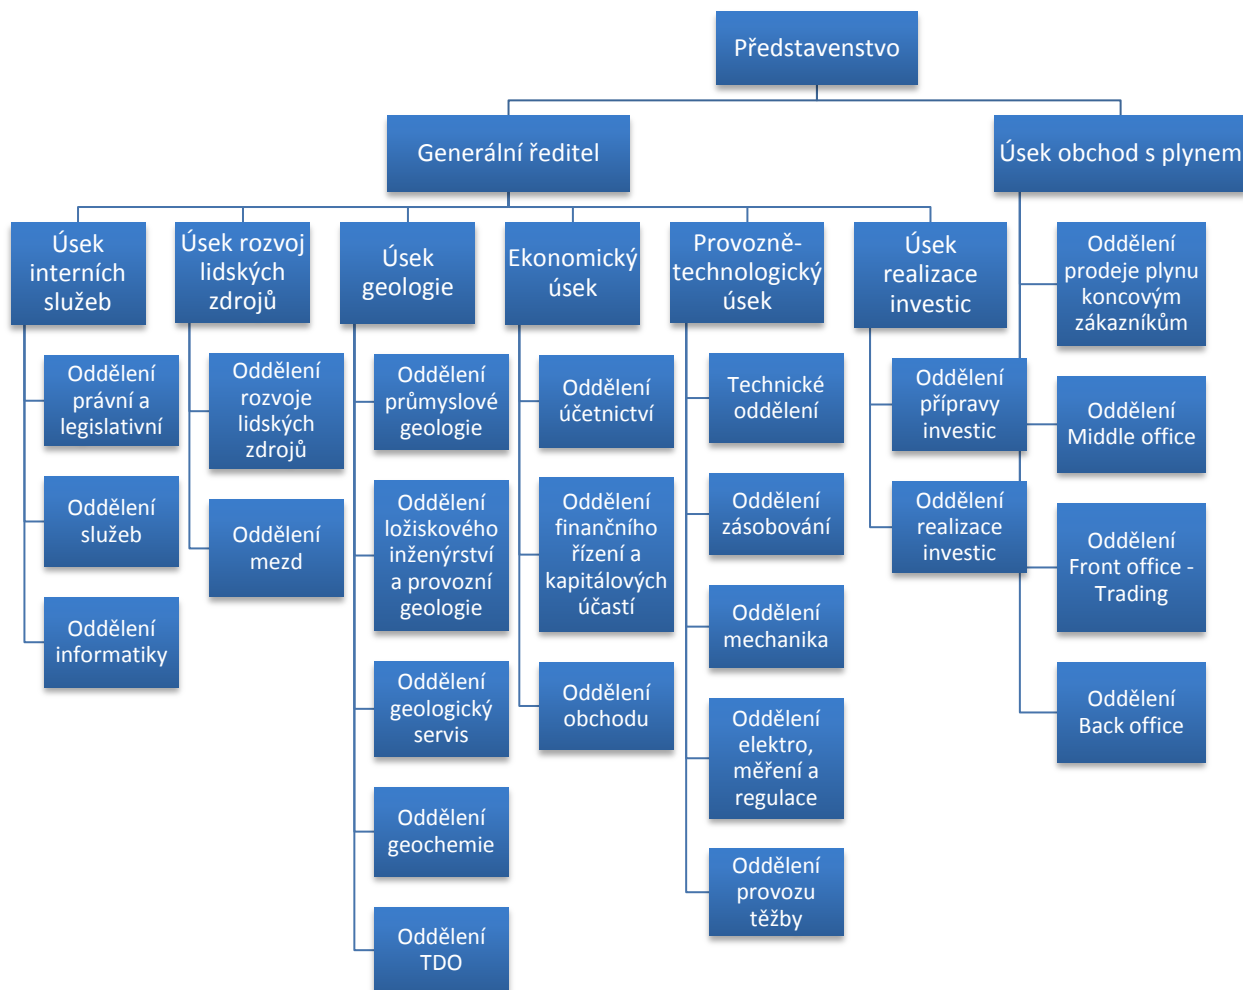 Představenstvo
Generální ředitel
Úsek obchod s plynem
Úsek
interních
služeb
Úsek rozvoj
lidských
zdrojů
Úsek
geologie
Ekonomický
úsek
Provozně-
technologický
úsek
Úsek
realizace
investic
Oddělení
právní a
legislativní
Oddělení
služeb
Oddělení
informatiky
Oddělení
rozvoje
lidských
zdrojů
Oddělení
mezd
Oddělení
průmyslové
geologie
Oddělení
ložiskového
inženýrství
a provozní
geologie
Oddělení
geologický
servis
Oddělení
geochemie
Oddělení
TDO
Oddělení
účetnictví
Oddělení
finančního
řízení a
kapitálových
účastí
Oddělení
obchodu
Technické
oddělení
Oddělení
zásobování
Oddělení
mechanika
Oddělení
elektro,
měření a
regulace
Oddělení
provozu
těžby
Oddělení
přípravy
investic
Oddělení
realizace
investic
Oddělení
prodeje plynu
koncovým
zákazníkům
Oddělení
Middle office
Oddělení
Front office -
Trading
Oddělení
Back office